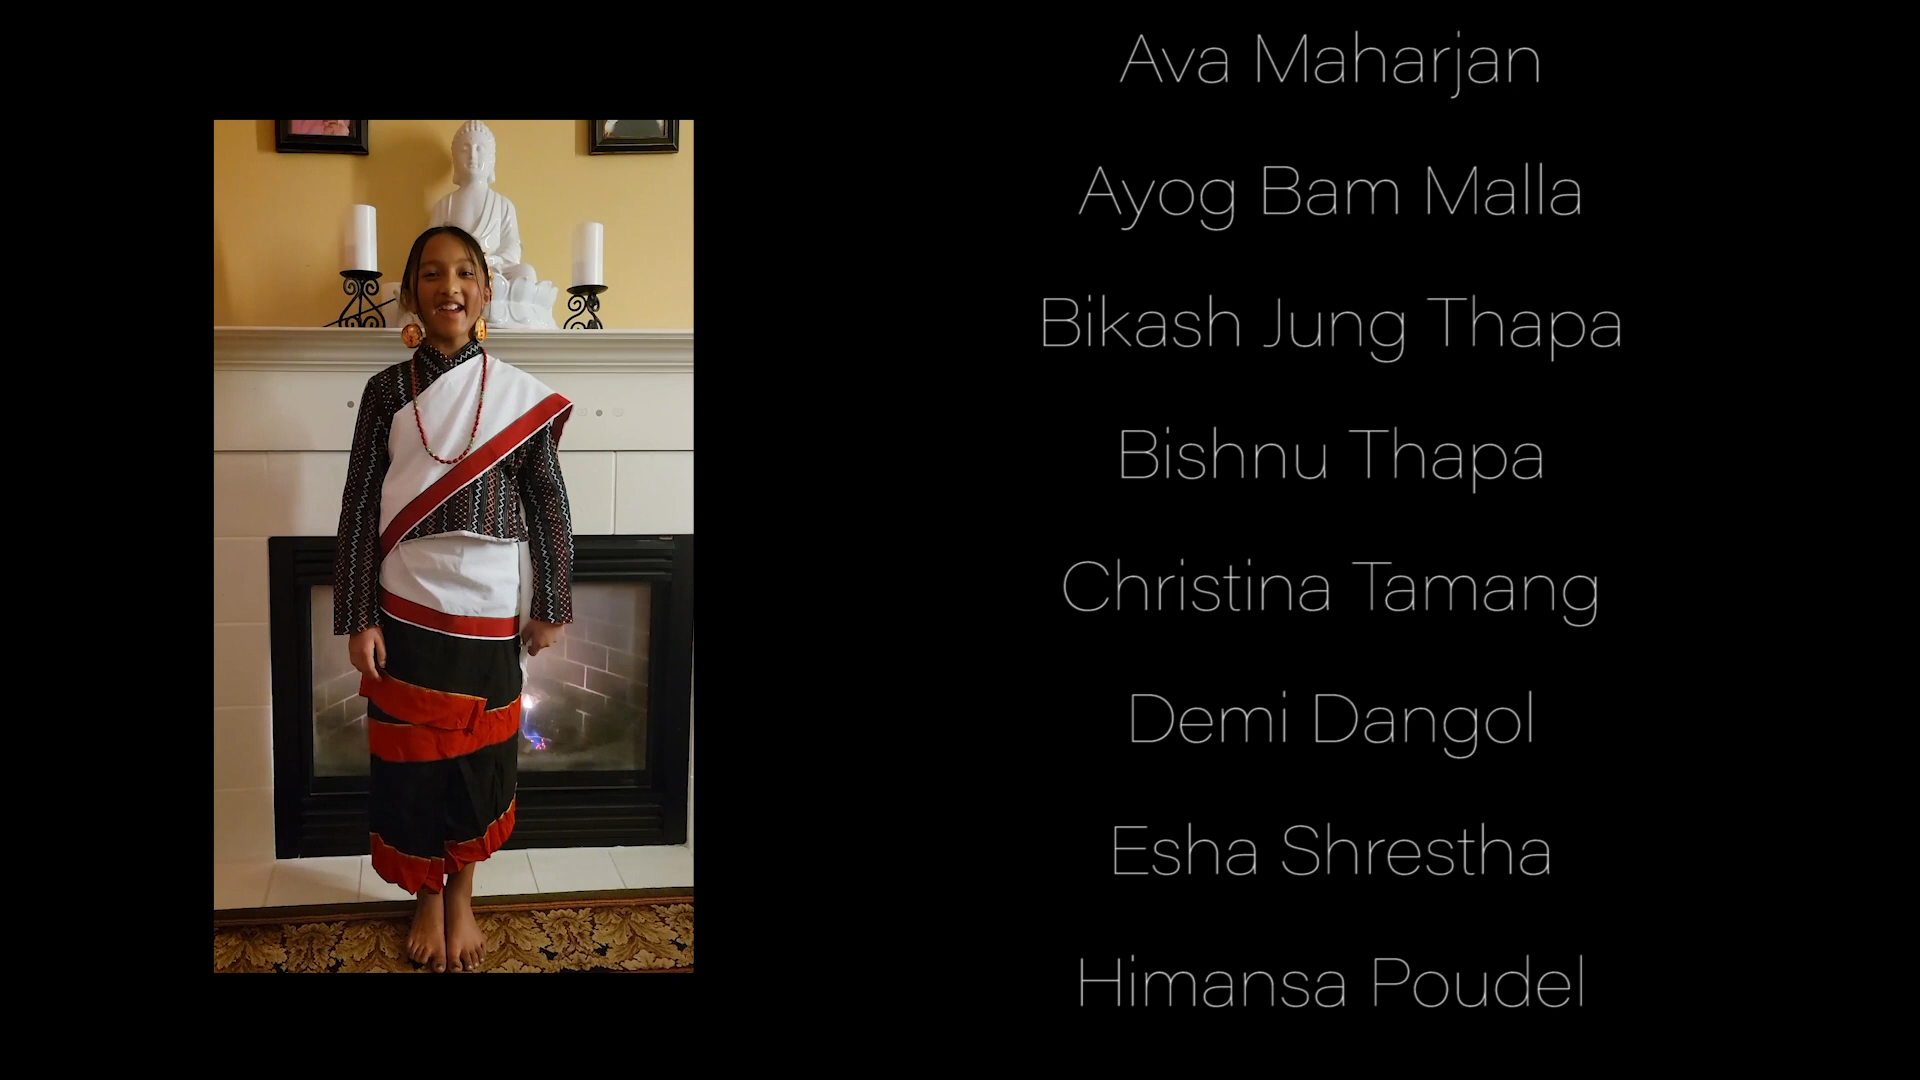 Ava Maharjan
Ayog Bam Malla
Bikash Jung Thapa
Bishnu Thapa
Christina Tamang
Demi Dangol
Esha Shrestha
Himansa Poudel